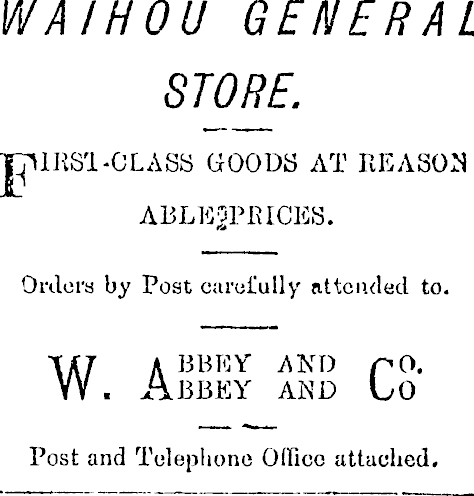 WAIHOU GENERAL
STORE.
FIRST-CLASS GOODS AT REASON
ABLE PRICES.
Orders by Post carefully attended to.
W. ABBEY AND CO.
ABBEY AND CO
Post and Telephone Office attached.